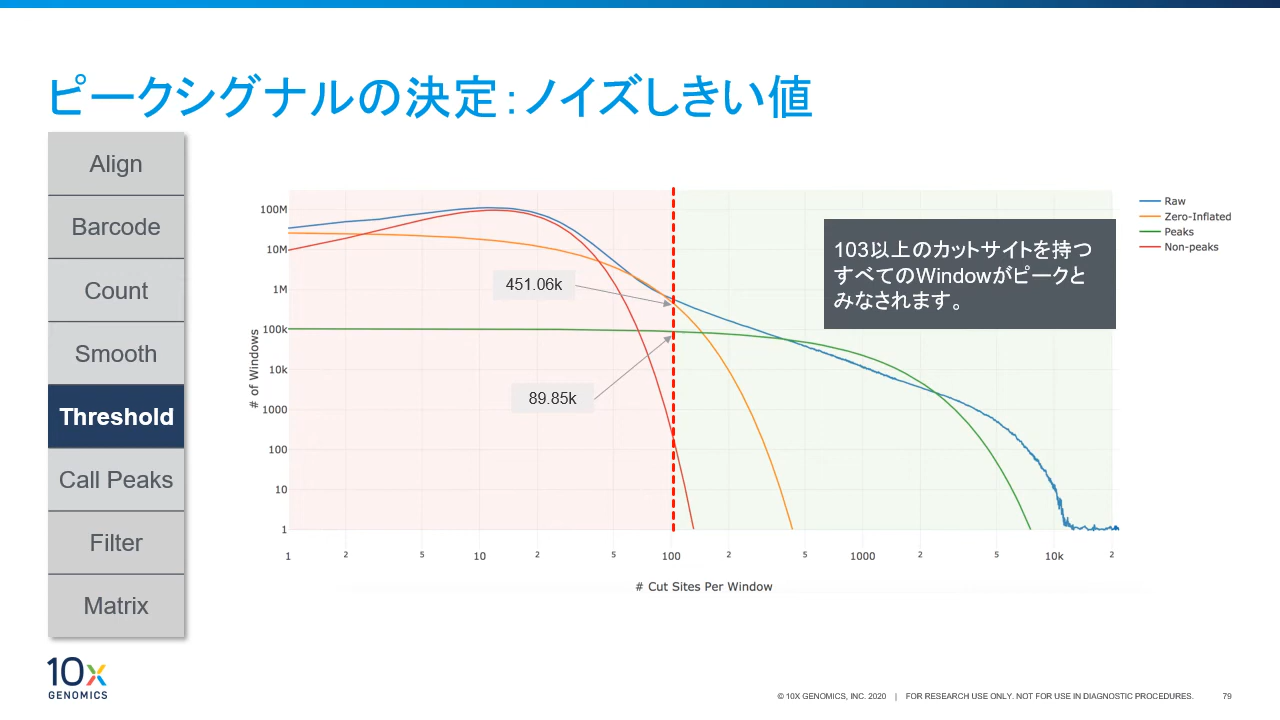 ピークシグナルの決定：ノイズしきい値
Align
Barcode
Count
Smooth
Threshold
Call Peaks
Filter
Matrix
# of Windows
100M
10M
1M
100k
10k
1000
100
10
1
1
2
5
10
2
5
100
2
5
1000
2
5
10k
2
# Cut Sites Per Window
451.06k
89.85k
103以上のカットサイトを持つ
すべてのWindowがピークと
みなされます。
Raw
Zero-Inflated
Peaks
Non-peaks
10x
GENOMICS
© 10X GENOMICS, INC. 2020 | FOR RESEARCH USE ONLY. NOT FOR USE IN DIAGNOSTIC PROCEDURES. 79